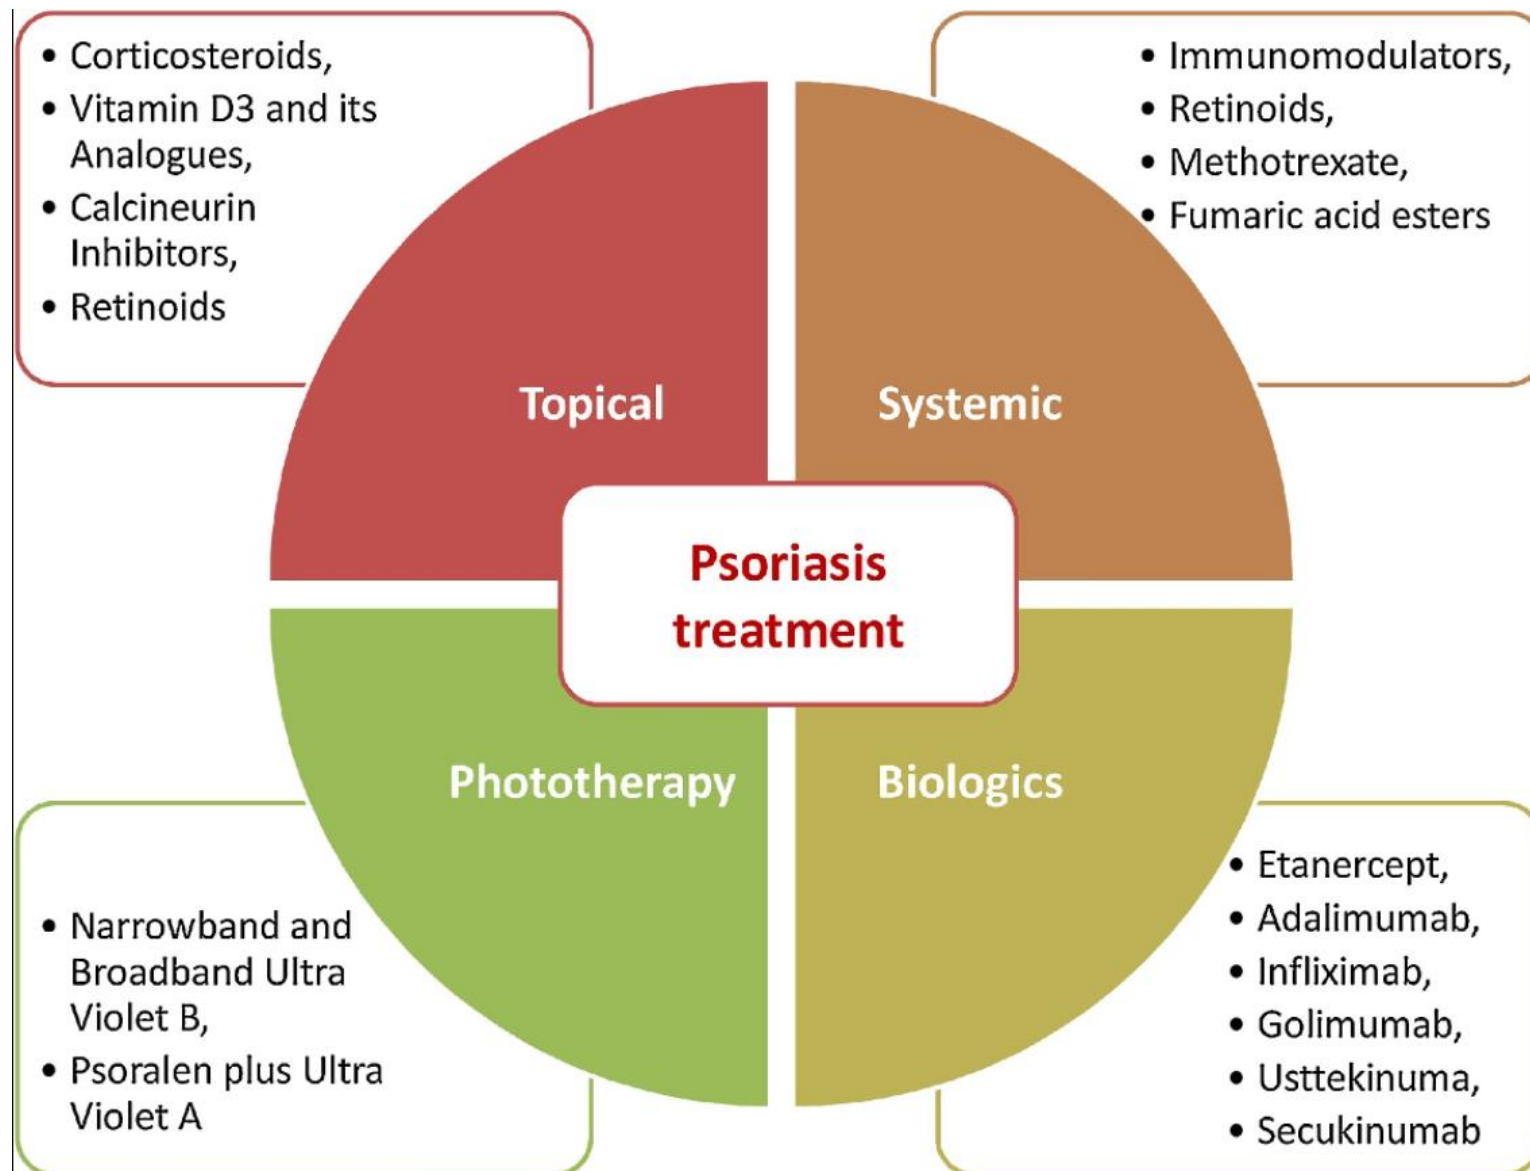 • Corticosteroids,
• Vitamin D3 and its
Analogues,
• Calcineurin
Inhibitors,
• Retinoids
• Immunomodulators,
• Retinoids,
• Methotrexate,
• Fumaric acid esters
Topical
Systemic
Psoriasis
treatment
Phototherapy
Biologics
• Narrowband and
Broadband Ultra
Violet B,
• Psoralen plus Ultra
Violet A
• Etanercept,
• Adalimumab,
• Infliximab,
• Golimumab,
• Usttekinuma,
• Secukinumab